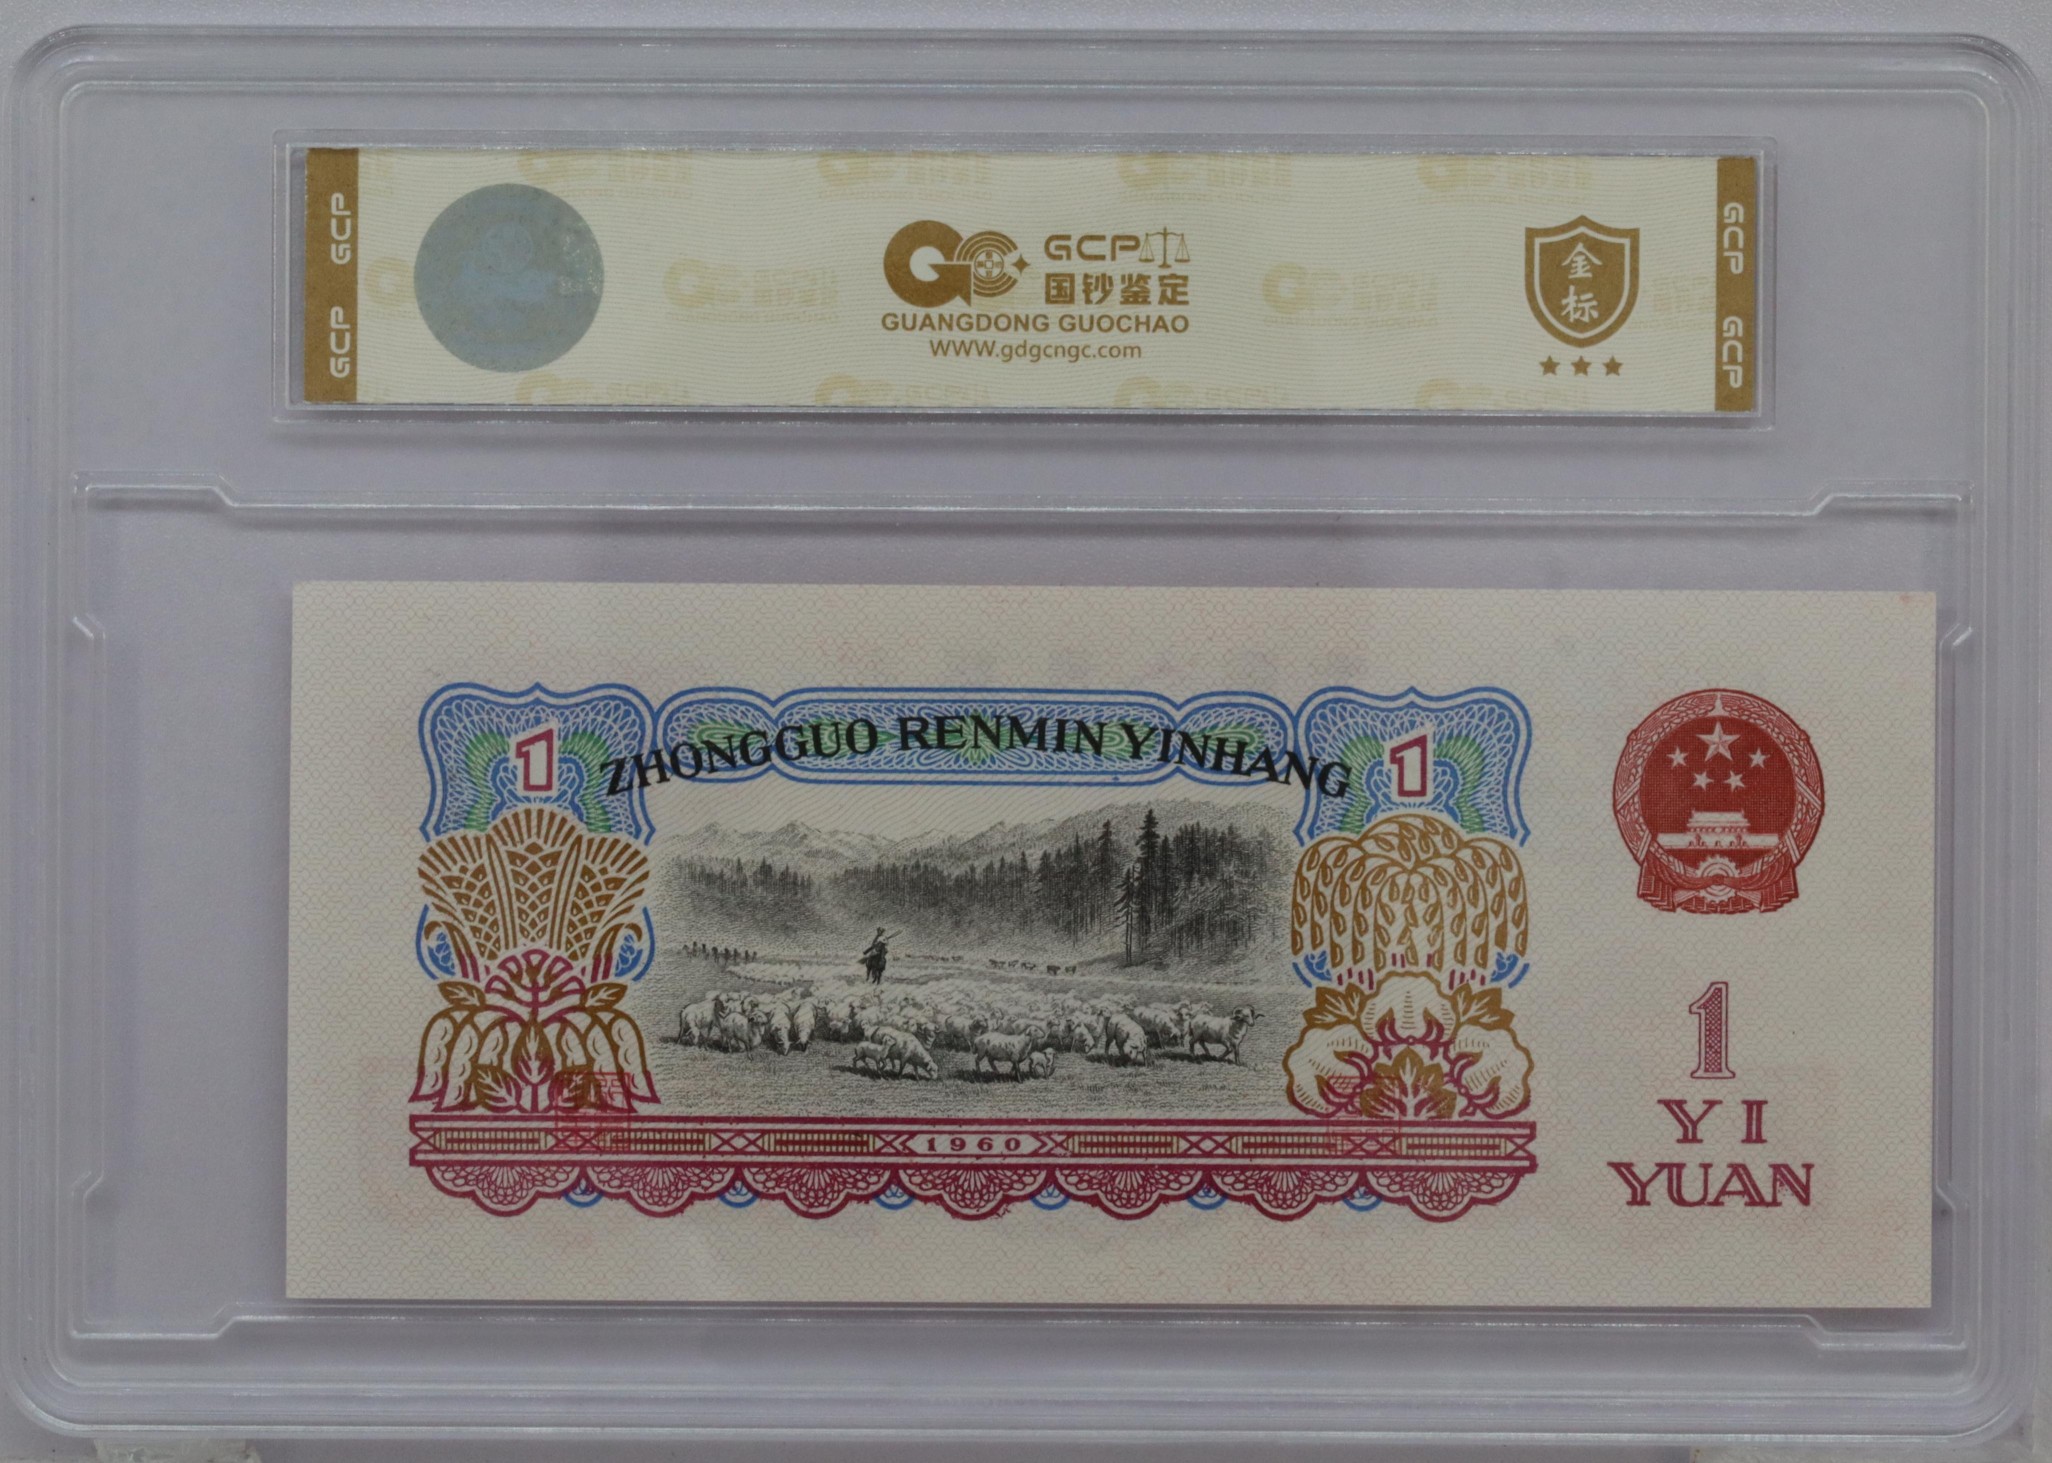 GCP GCP
GCP
国钞鉴定
GUANGDONG GUOCHAO
WWW.gdgcngc.com
金
标
GCP GCP
ZHONGGUO RENMIN YINHANG
1
1
1960
1
YI
YUAN